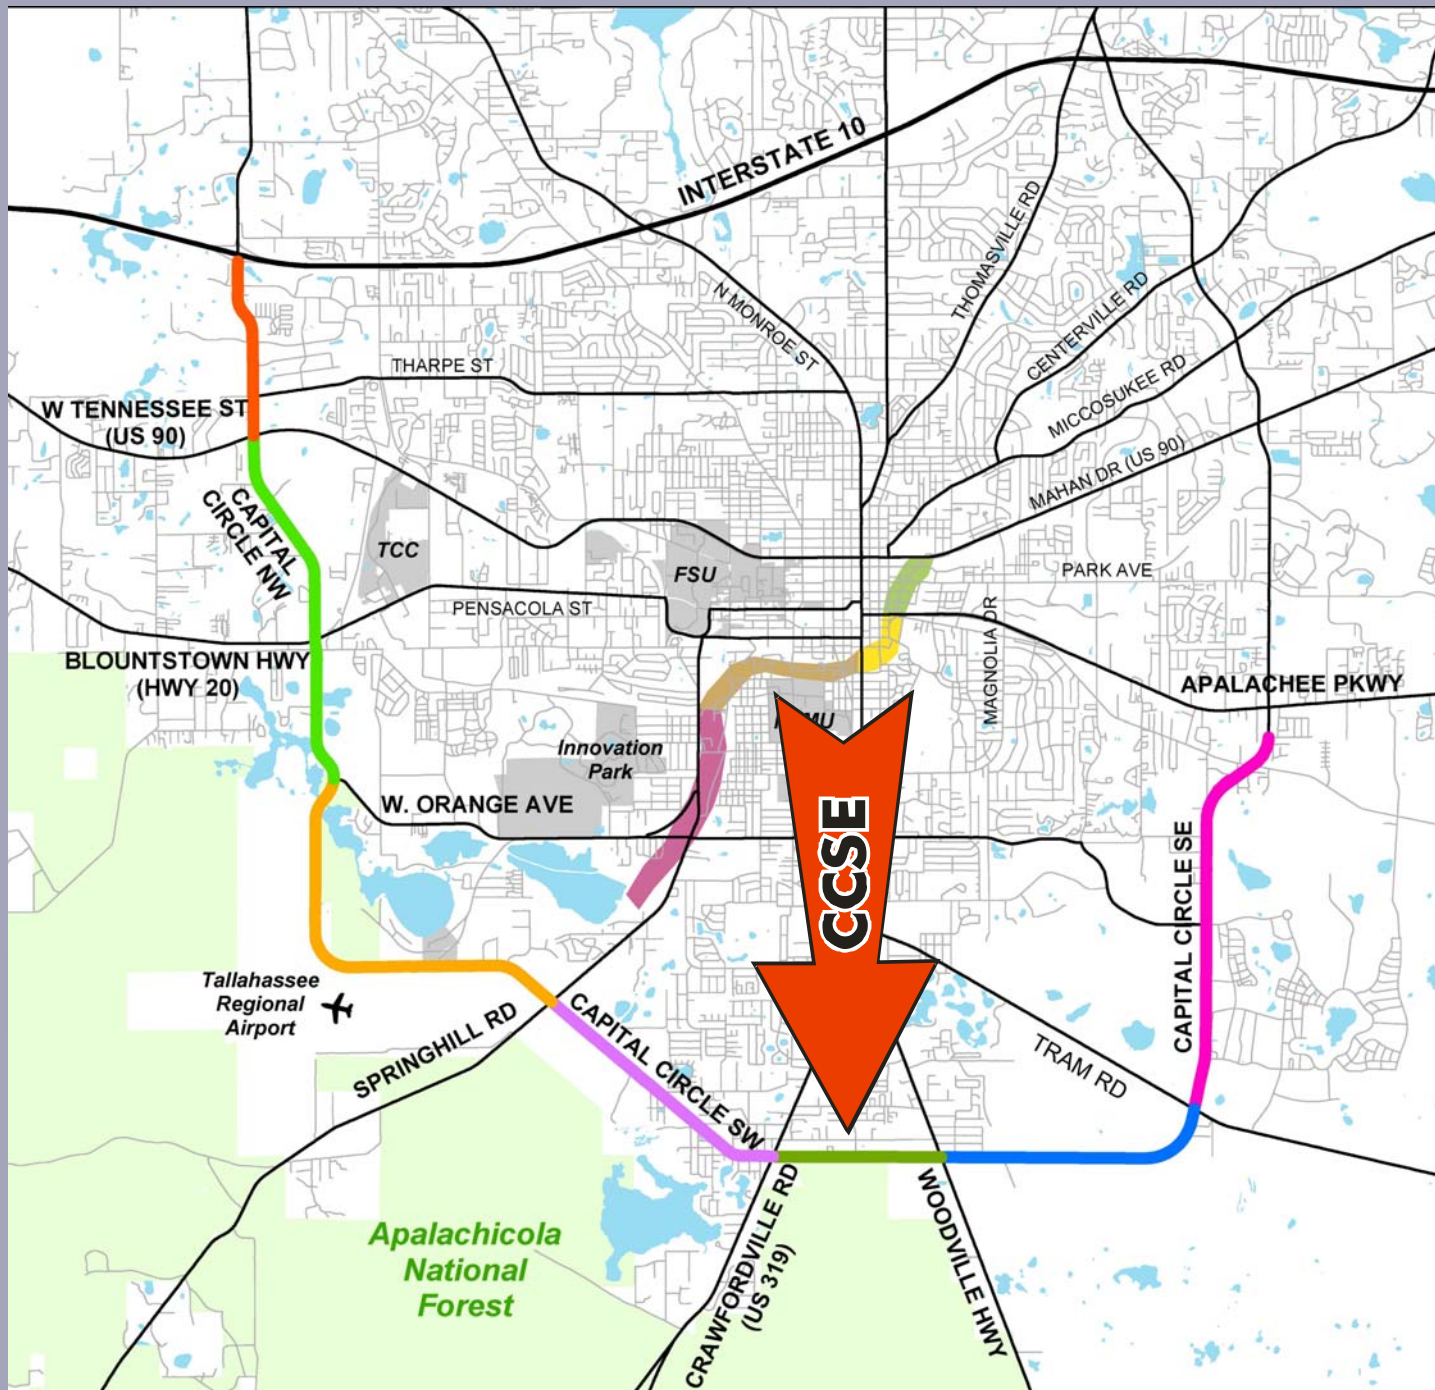 INTERSTATE 10
THOMASVILLE RD
N MONROE ST
CENTERVILLE RD
THARPE ST
MICCOSUKEE RD
W TENNESSEE ST
(US 90)
MAHAN DR (US 90)
CAPITAL
CIRCLE NW
TCC
FSU
PARK AVE
PENSACOLA ST
MAGNOLIA DR
BLOUNTSTOWN HWY
(HWY 20)
APALACHEE PKWY
MU
Innovation
Park
W. ORANGE AVE
CCSE
CAPITAL CIRCLE SE
Tallahassee
Regional
Airport
SPRINGHILL RD
CAPITAL CIRCLE SW
TRAM RD
CRAWFORDVILLE RD
(US 319)
WOODVILLE HWY
Apalachicola
National
Forest